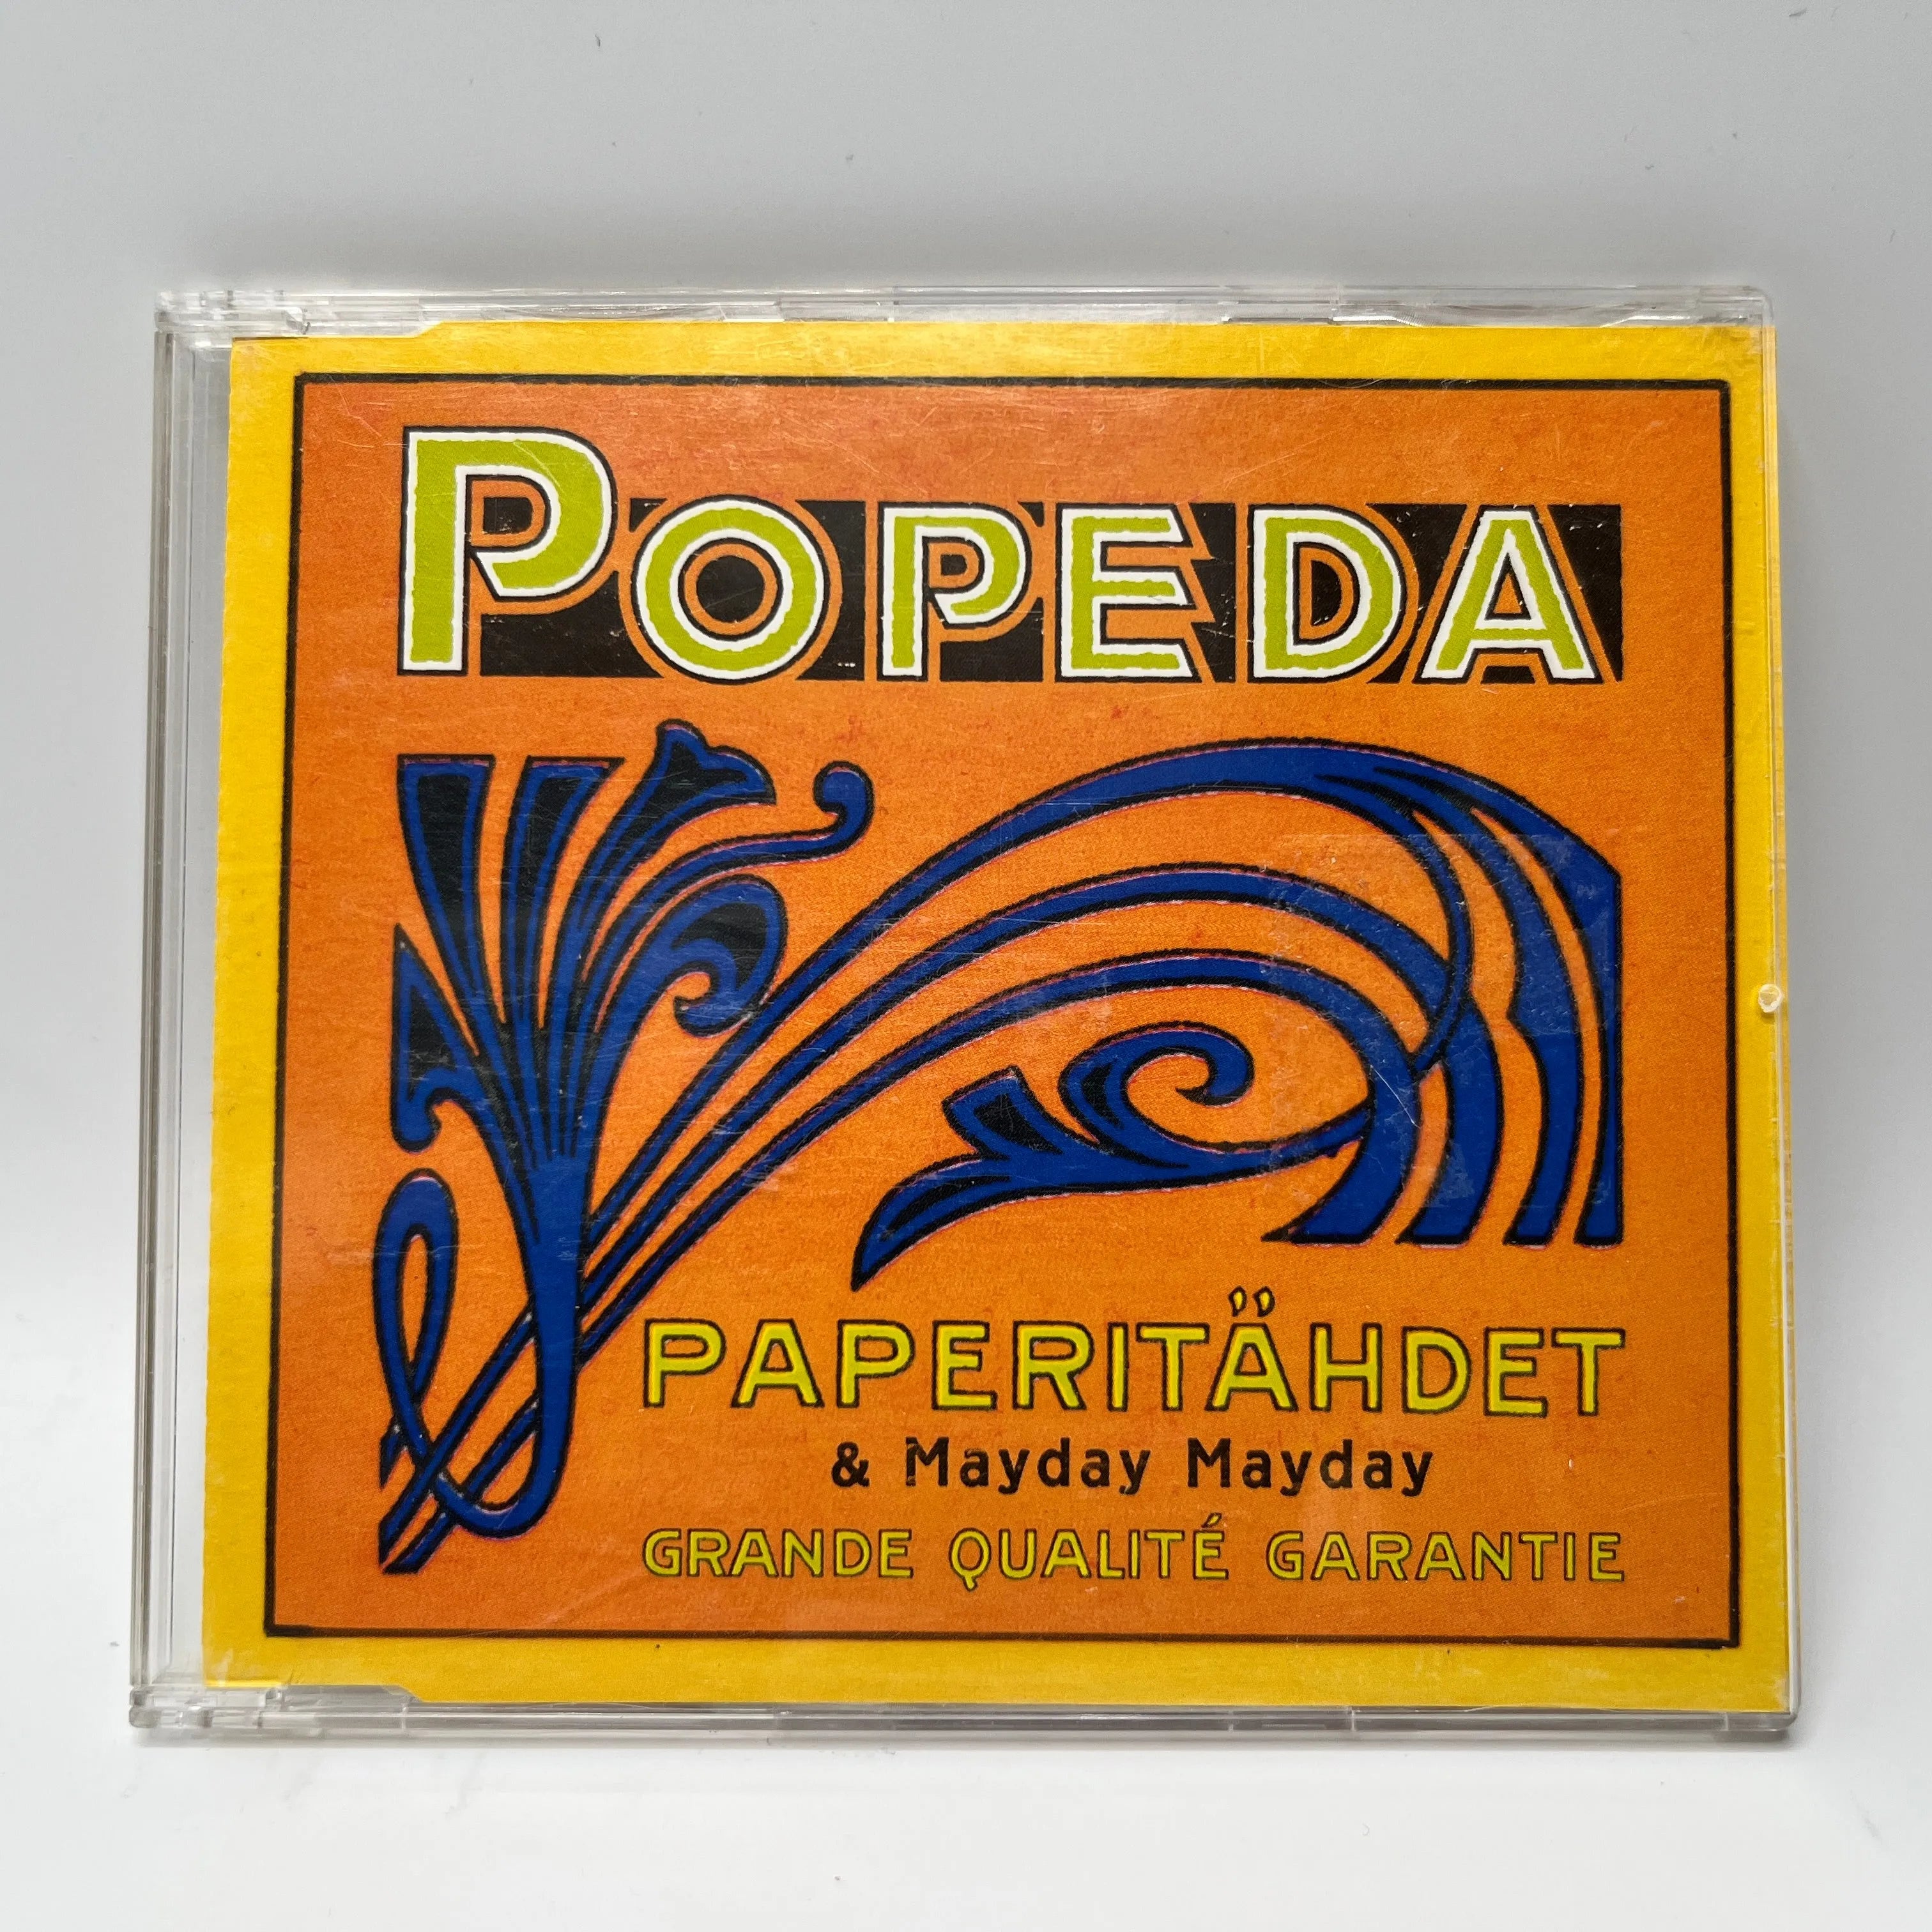 POPEDA
PAPERITÄHDET
& Mayday Mayday
GRANDE QUALITÉ GARANTIE